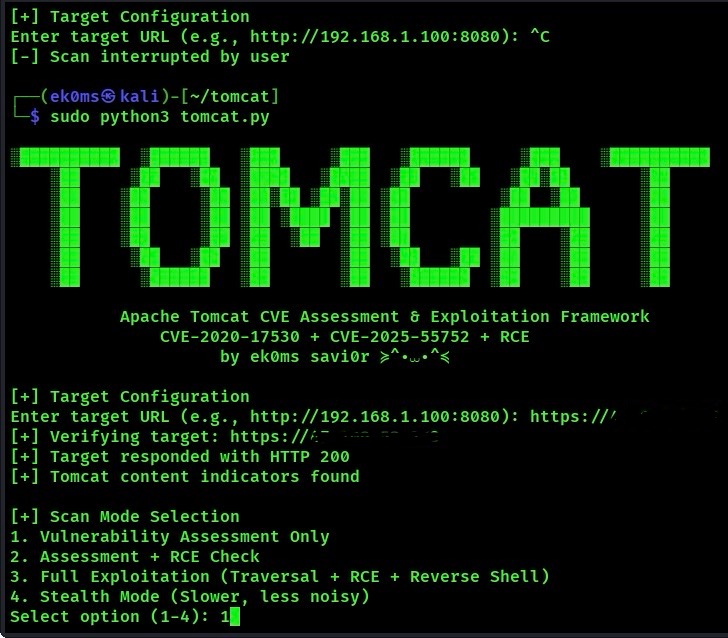 [+] Target Configuration
Enter target URL (e.g., http://192.168.1.100:8080): ^C
[-] Scan interrupted by user
┌──(ek0ms㉿kali)-[~/tomcat]
└─$ sudo python3 tomcat.py
TOMCAT
Apache Tomcat CVE Assessment & Exploitation Framework
CVE-2020-17530 + CVE-2025-55752 + RCE
by ek0ms savi0r ≽^•⩊•^≼
[+] Target Configuration
Enter target URL (e.g., http://192.168.1.100:8080): https://
[+] Verifying target: https://
[+] Target responded with HTTP 200
[+] Tomcat content indicators found
[+] Scan Mode Selection
1. Vulnerability Assessment Only
2. Assessment + RCE Check
3. Full Exploitation (Traversal + RCE + Reverse Shell)
4. Stealth Mode (Slower, less noisy)
Select option (1-4): 1